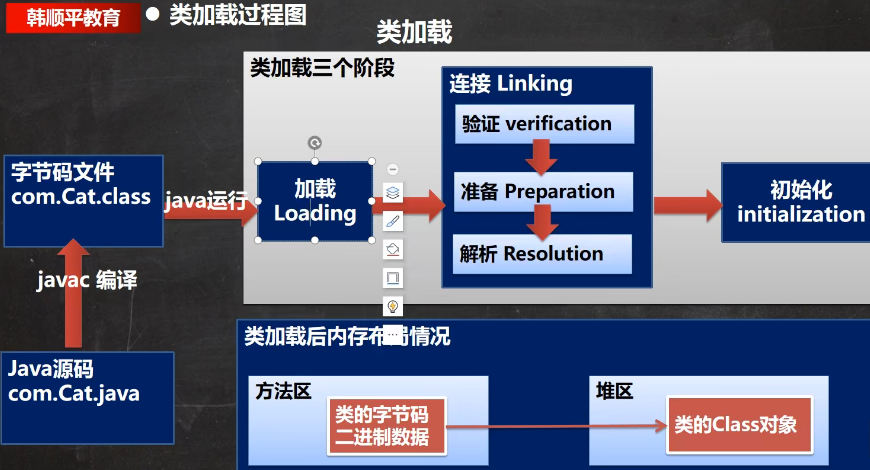 韩顺平教育
● 类加载过程图
类加载
类加载三个阶段
连接 Linking
验证 verification
准备 Preparation
解析 Resolution
字节码文件
com.Cat.class
java运行
加载
Loading
初始化
initialization
javac 编译
Java源码
com.Cat.java
类加载后内存布局情况
方法区
类的字节码
二进制数据
堆区
类的Class对象